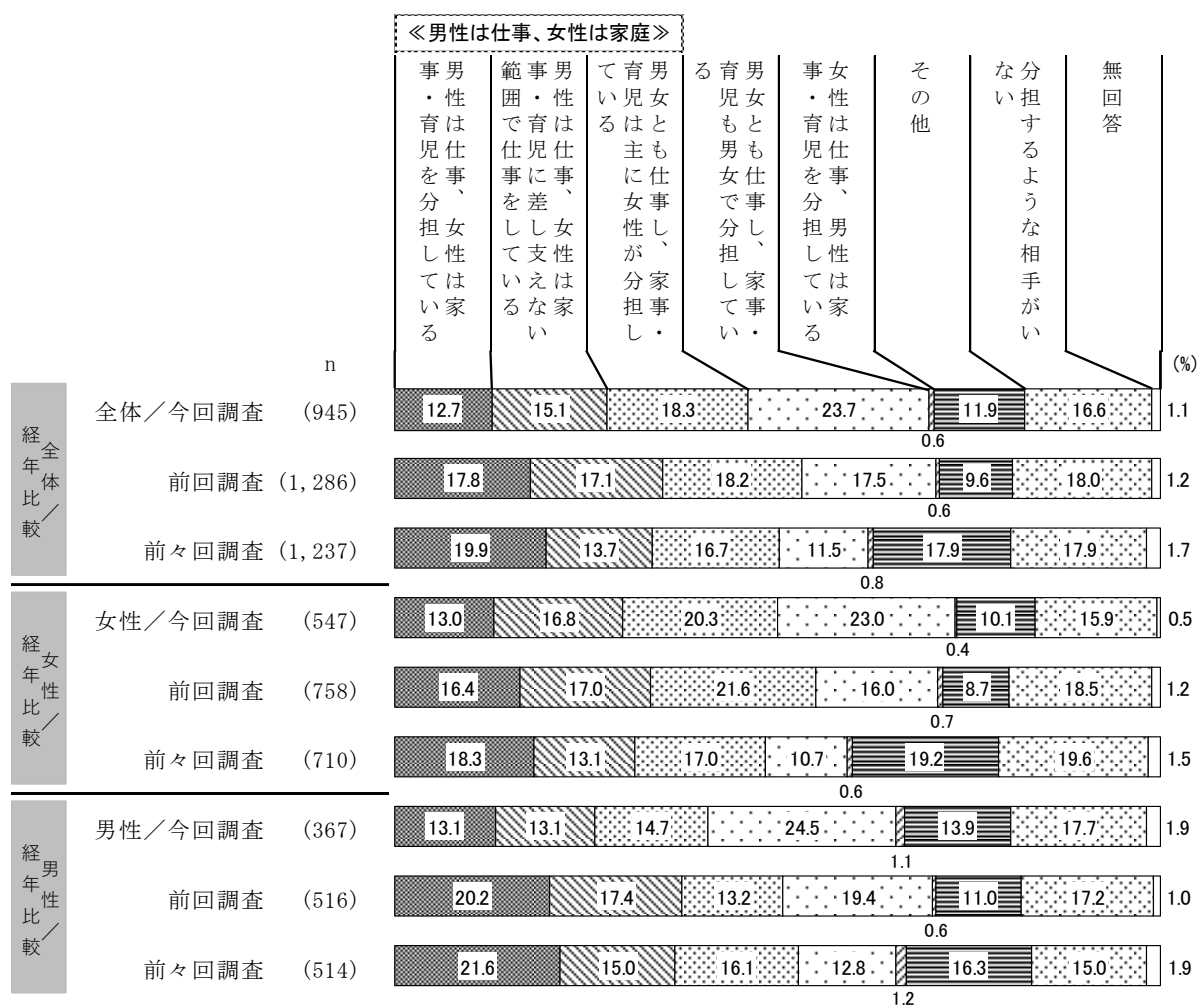 ≪男性は仕事、女性は家庭≫
男性は仕事、女性は家
事・育児を分担している
男性は仕事、女性は家
事・育児に差し支えない
範囲で仕事をしている
男女とも仕事し、家事・
育児は主に女性が分担し
ている
男女とも仕事し、家事・
育児も男女で分担してい
る
女性は仕事、男性は家
事・育児を分担している
その他
分担するような相手がい
ない
無回答
n
(%)
全体／
経年比較
全体／今回調査 (945) 12.7 15.1 18.3 23.7 11.9 16.6 1.1
0.6
前回調査 (1,286) 17.8 17.1 18.2 17.5 9.6 18.0 1.2
0.6
前々回調査 (1,237) 19.9 13.7 16.7 11.5 17.9 17.9 1.7
0.8
女性／
経年比較
女性／今回調査 (547) 13.0 16.8 20.3 23.0 10.1 15.9 0.5
0.4
前回調査 (758) 16.4 17.0 21.6 16.0 8.7 18.5 1.2
0.7
前々回調査 (710) 18.3 13.1 17.0 10.7 19.2 19.6 1.5
0.6
男性／
経年比較
男性／今回調査 (367) 13.1 13.1 14.7 24.5 13.9 17.7 1.9
1.1
前回調査 (516) 20.2 17.4 13.2 19.4 11.0 17.2 1.0
0.6
前々回調査 (514) 21.6 15.0 16.1 12.8 16.3 15.0 1.9
1.2